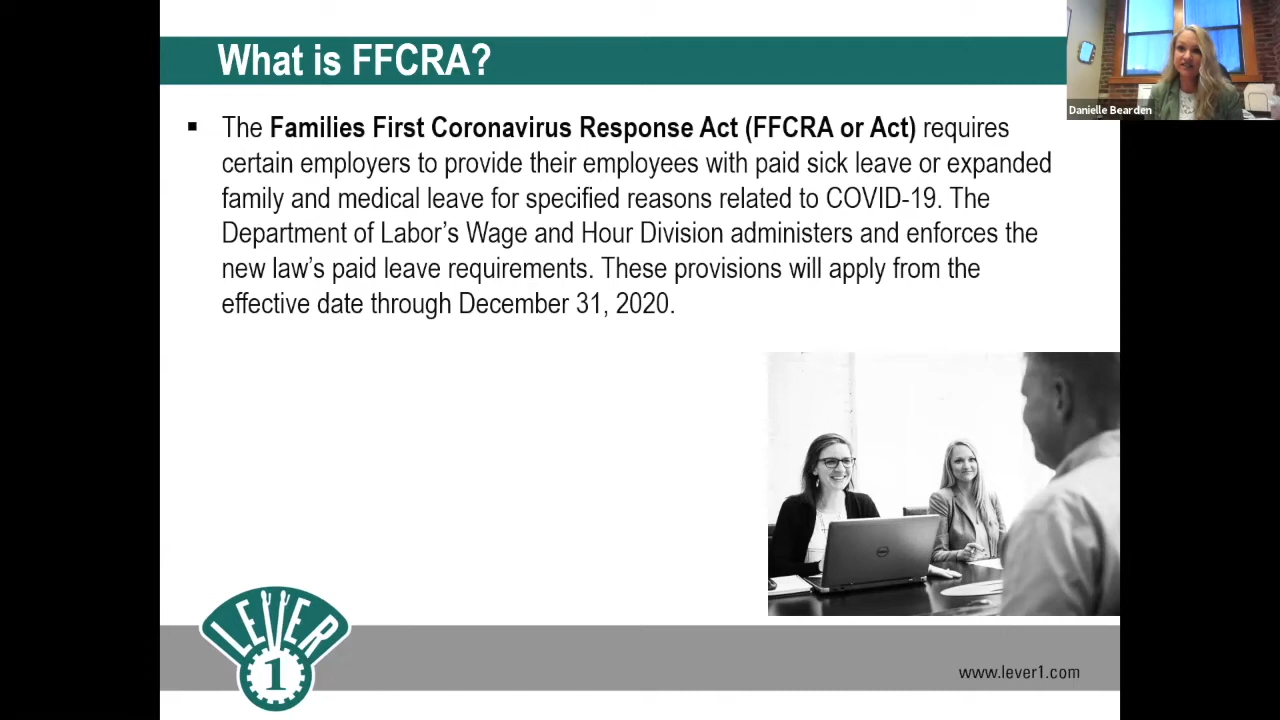 What is FFCRA?
Danielle Bearden
▪ The Families First Coronavirus Response Act (FFCRA or Act) requires
certain employers to provide their employees with paid sick leave or expanded
family and medical leave for specified reasons related to COVID-19. The
Department of Labor’s Wage and Hour Division administers and enforces the
new law’s paid leave requirements. These provisions will apply from the
effective date through December 31, 2020.
DELL
LEVER
1
www.lever1.com